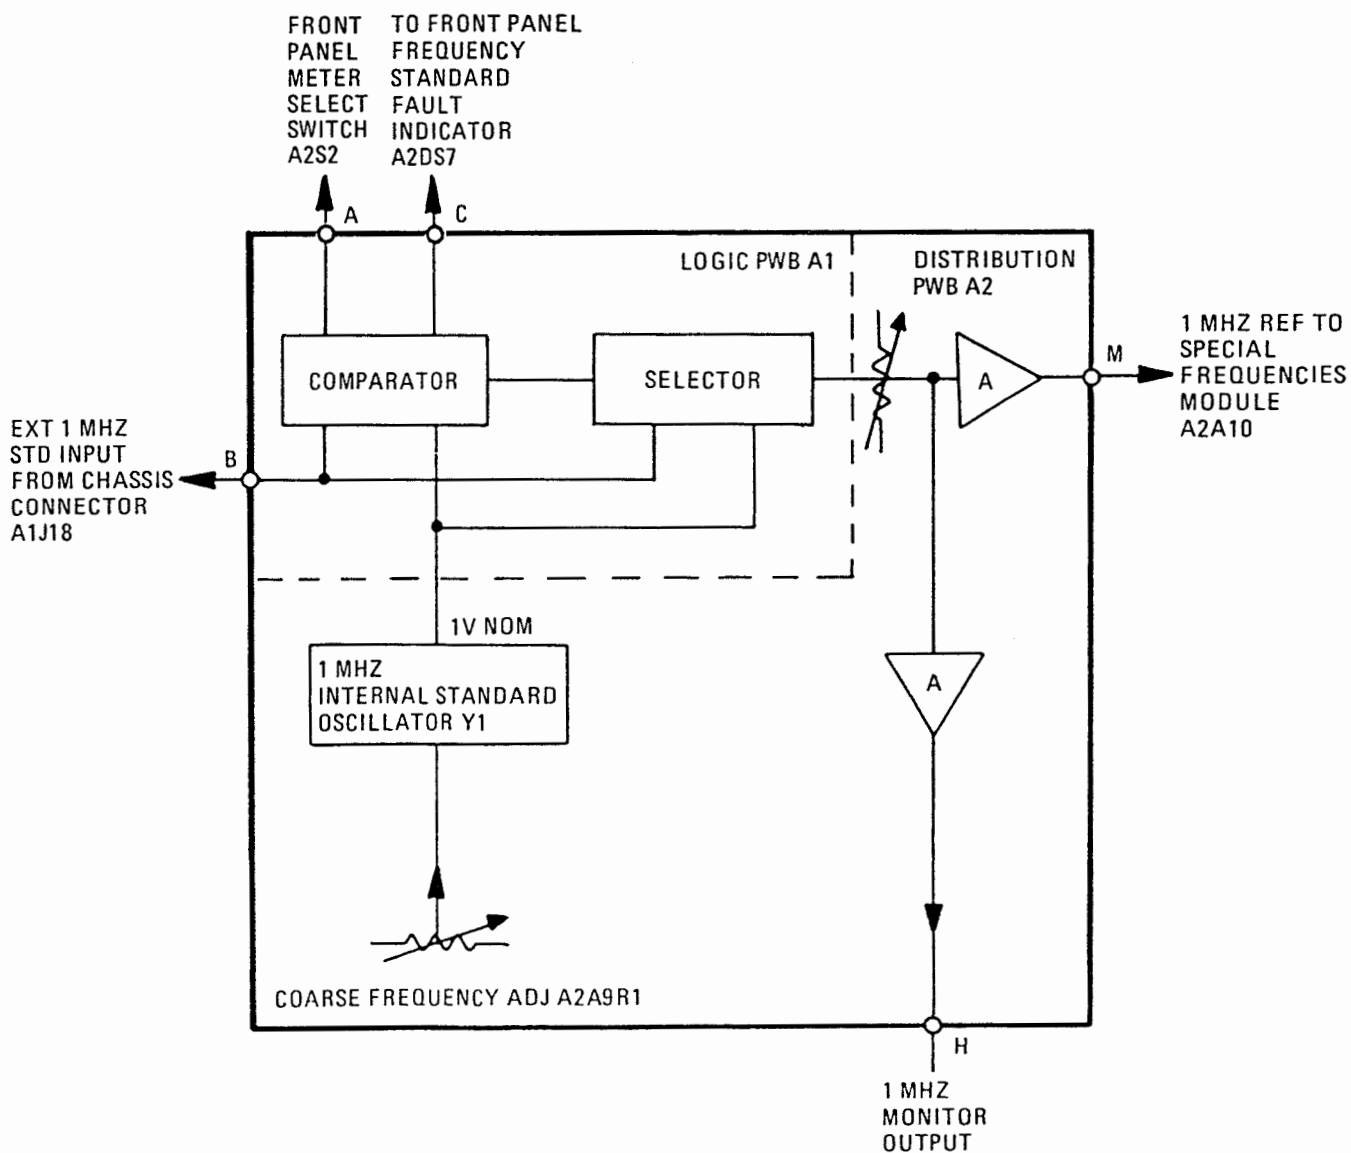 FRONT
PANEL
METER
SELECT
SWITCH
A2S2
TO FRONT PANEL
FREQUENCY
STANDARD
FAULT
INDICATOR
A2DS7
A
C
LOGIC PWB A1
DISTRIBUTION
PWB A2
COMPARATOR
SELECTOR
A
M
1 MHZ REF TO
SPECIAL
FREQUENCIES
MODULE
A2A10
EXT 1 MHZ
STD INPUT
FROM CHASSIS
CONNECTOR
A1J18
B
1V NOM
1 MHZ
INTERNAL STANDARD
OSCILLATOR Y1
A
COARSE FREQUENCY ADJ A2A9R1
H
1 MHZ
MONITOR
OUTPUT